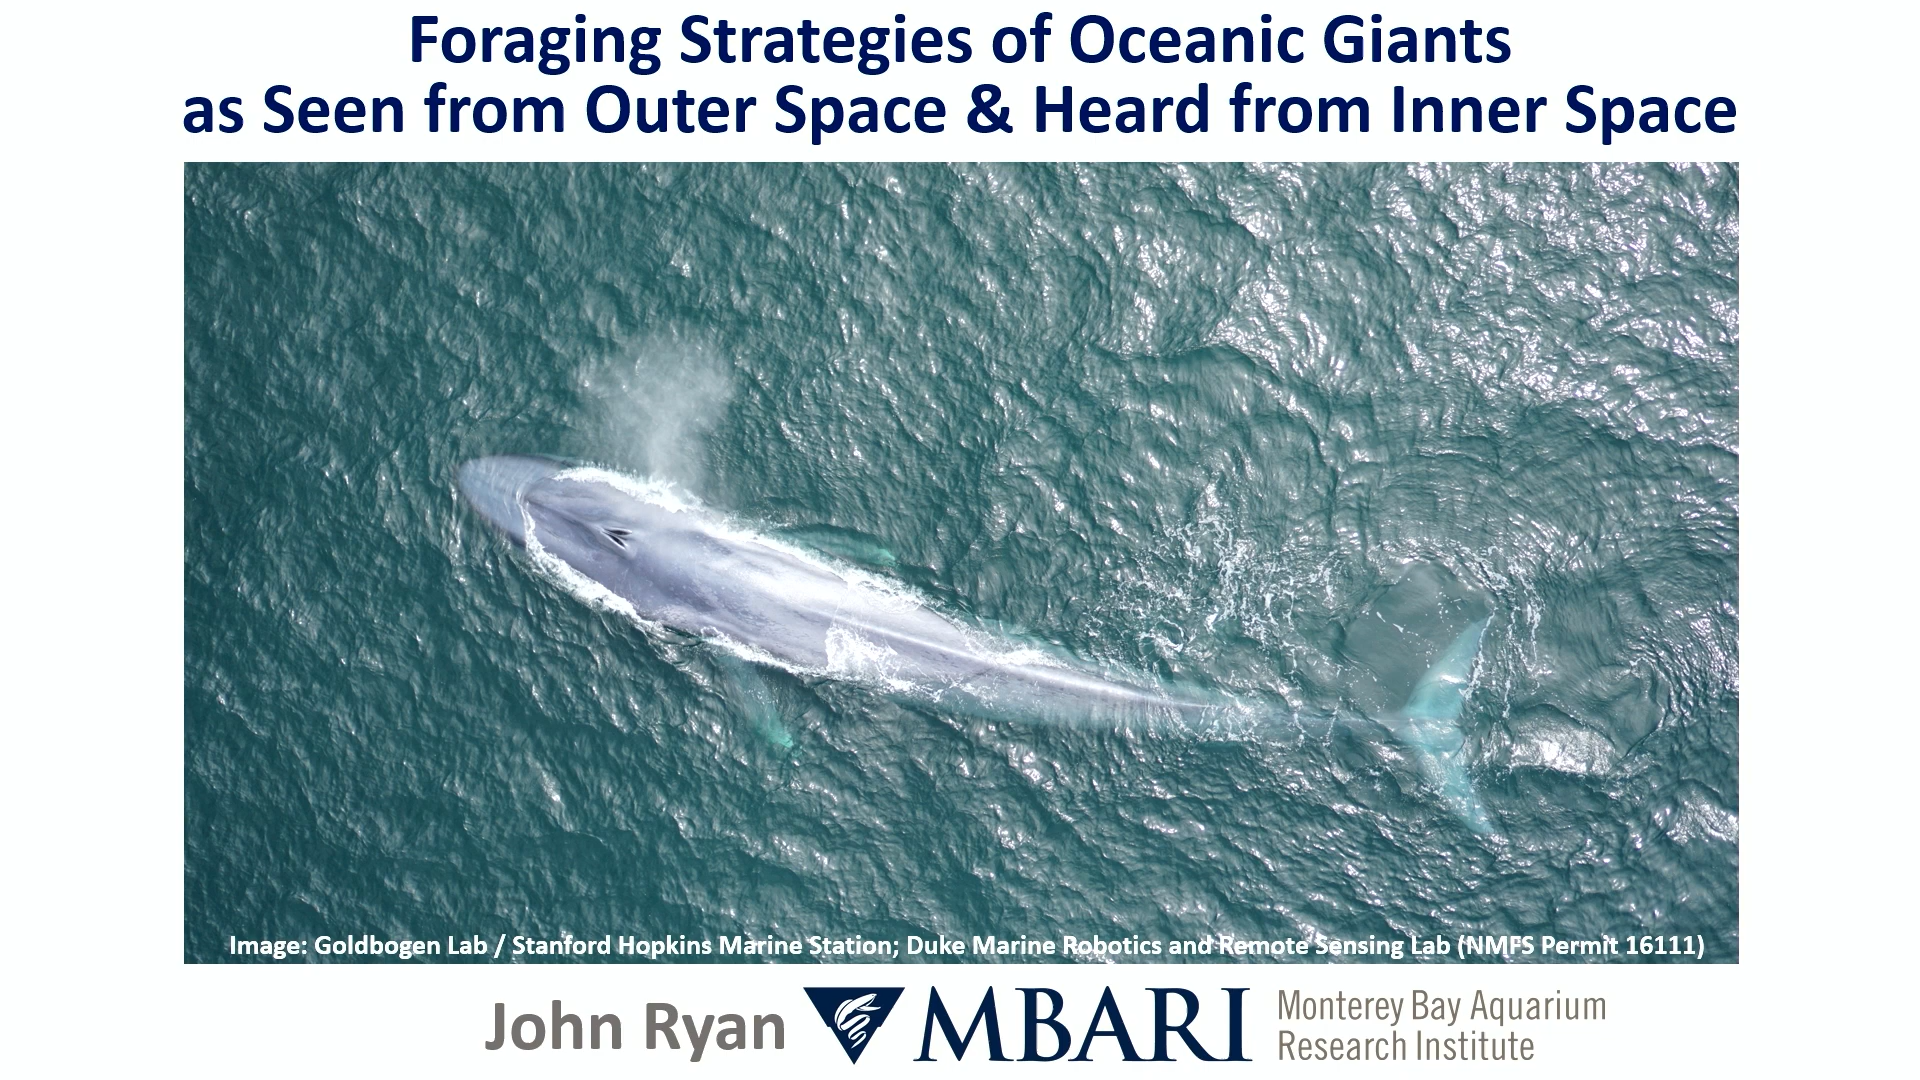 Foraging Strategies of Oceanic Giants
as Seen from Outer Space & Heard from Inner Space
Image: Goldbogen Lab / Stanford Hopkins Marine Station; Duke Marine Robotics and Remote Sensing Lab (NMFS Permit 16111)
John Ryan
MBARI
Monterey Bay Aquarium
Research Institute